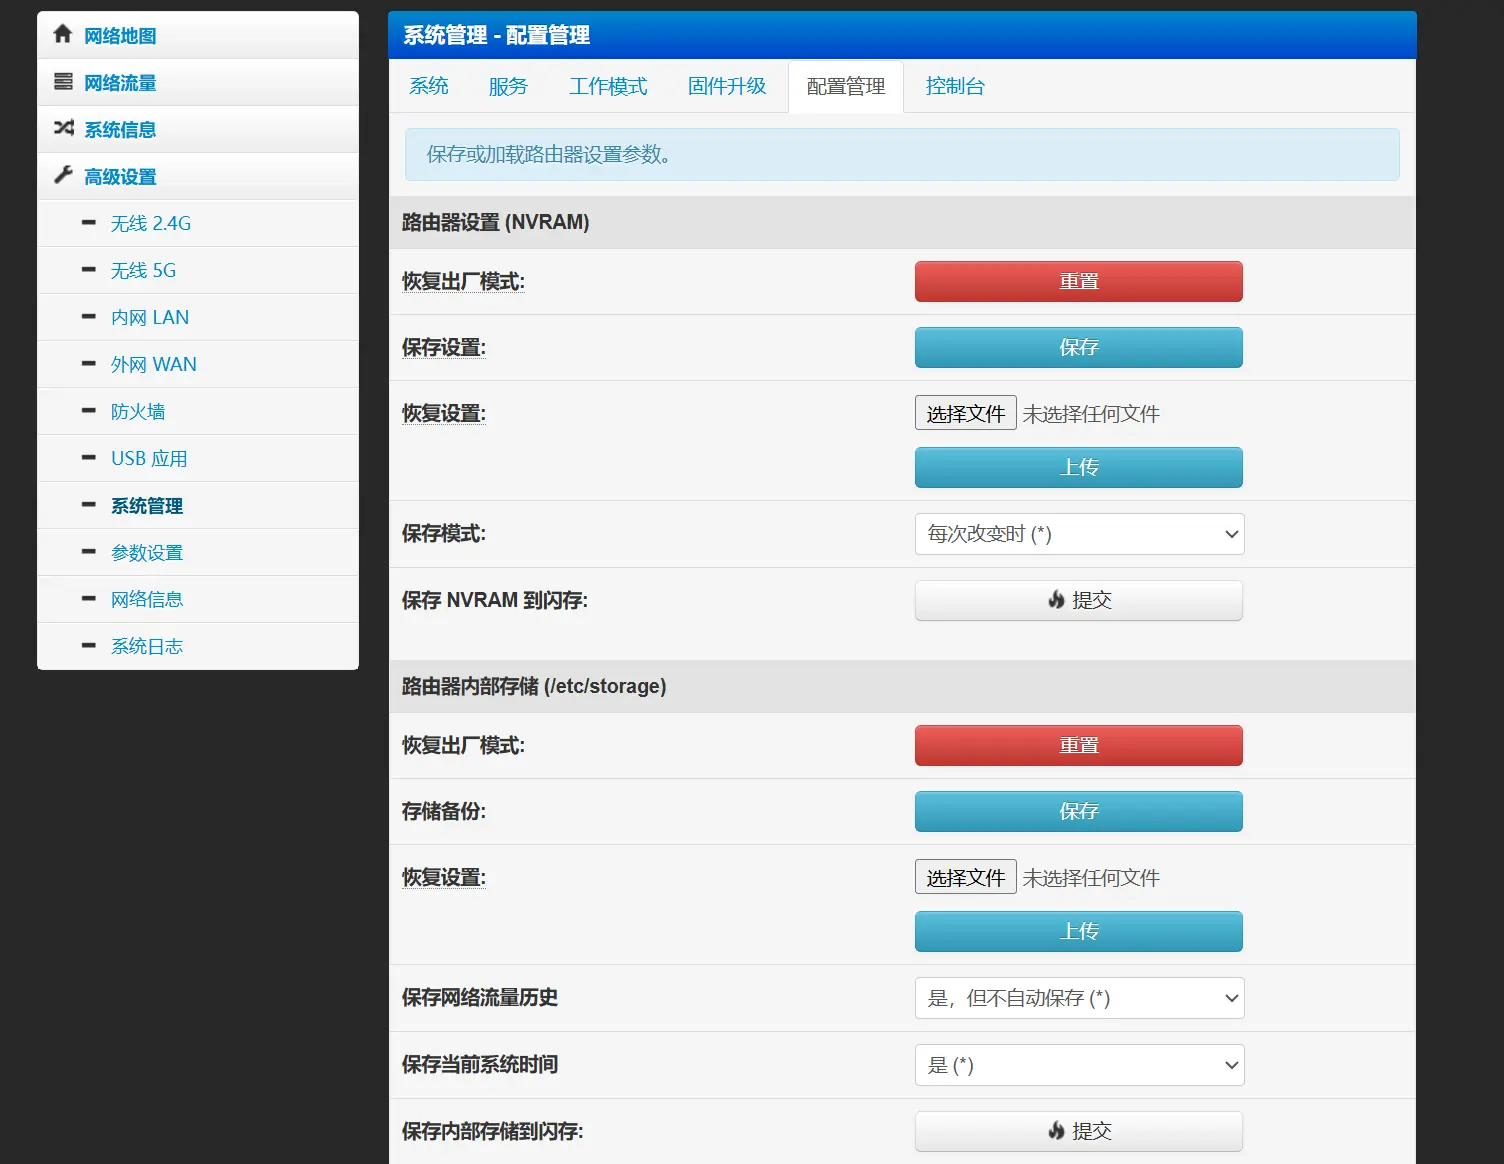 网络地图
网络流量
系统信息
高级设置
无线 2.4G
无线 5G
内网 LAN
外网 WAN
防火墙
USB 应用
系统管理
参数设置
网络信息
系统日志
系统管理 - 配置管理
系统 服务 工作模式 固件升级 配置管理 控制台
保存或加载路由器设置参数。
路由器设置 (NVRAM)
恢复出厂模式: 重置
保存设置: 保存
恢复设置: 选择文件 未选择任何文件
上传
保存模式: 每次改变时 (*)
保存 NVRAM 到闪存: 提交
路由器内部存储 (/etc/storage)
恢复出厂模式: 重置
存储备份: 保存
恢复设置: 选择文件 未选择任何文件
上传
保存网络流量历史 是，但不自动保存 (*)
保存当前系统时间 是 (*)
保存内部存储到闪存: 提交